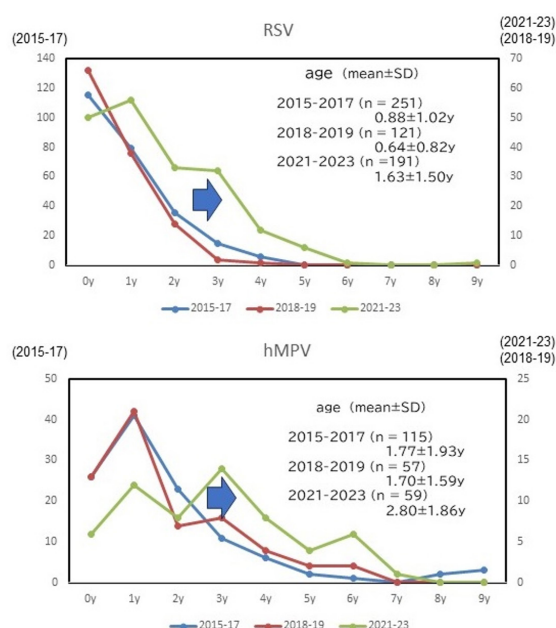 (2015-17)
RSV
(2021-23)
(2018-19)
140
120
100
80
60
40
20
0
70
60
50
40
30
20
10
0
age (mean±SD)
2015-2017 (n = 251)
0.88±1.02y
2018-2019 (n = 121)
0.64±0.82y
2021-2023 (n =191)
1.63±1.50y
0y 1y 2y 3y 4y 5y 6y 7y 8y 9y
2015-17 2018-19 2021-23
(2015-17)
hMPV
(2021-23)
(2018-19)
50
40
30
20
10
0
25
20
15
10
5
0
age (mean±SD)
2015-2017 (n = 115)
1.77±1.93y
2018-2019 (n = 57)
1.70±1.59y
2021-2023 (n = 59)
2.80±1.86y
0y 1y 2y 3y 4y 5y 6y 7y 8y 9y
2015-17 2018-19 2021-23